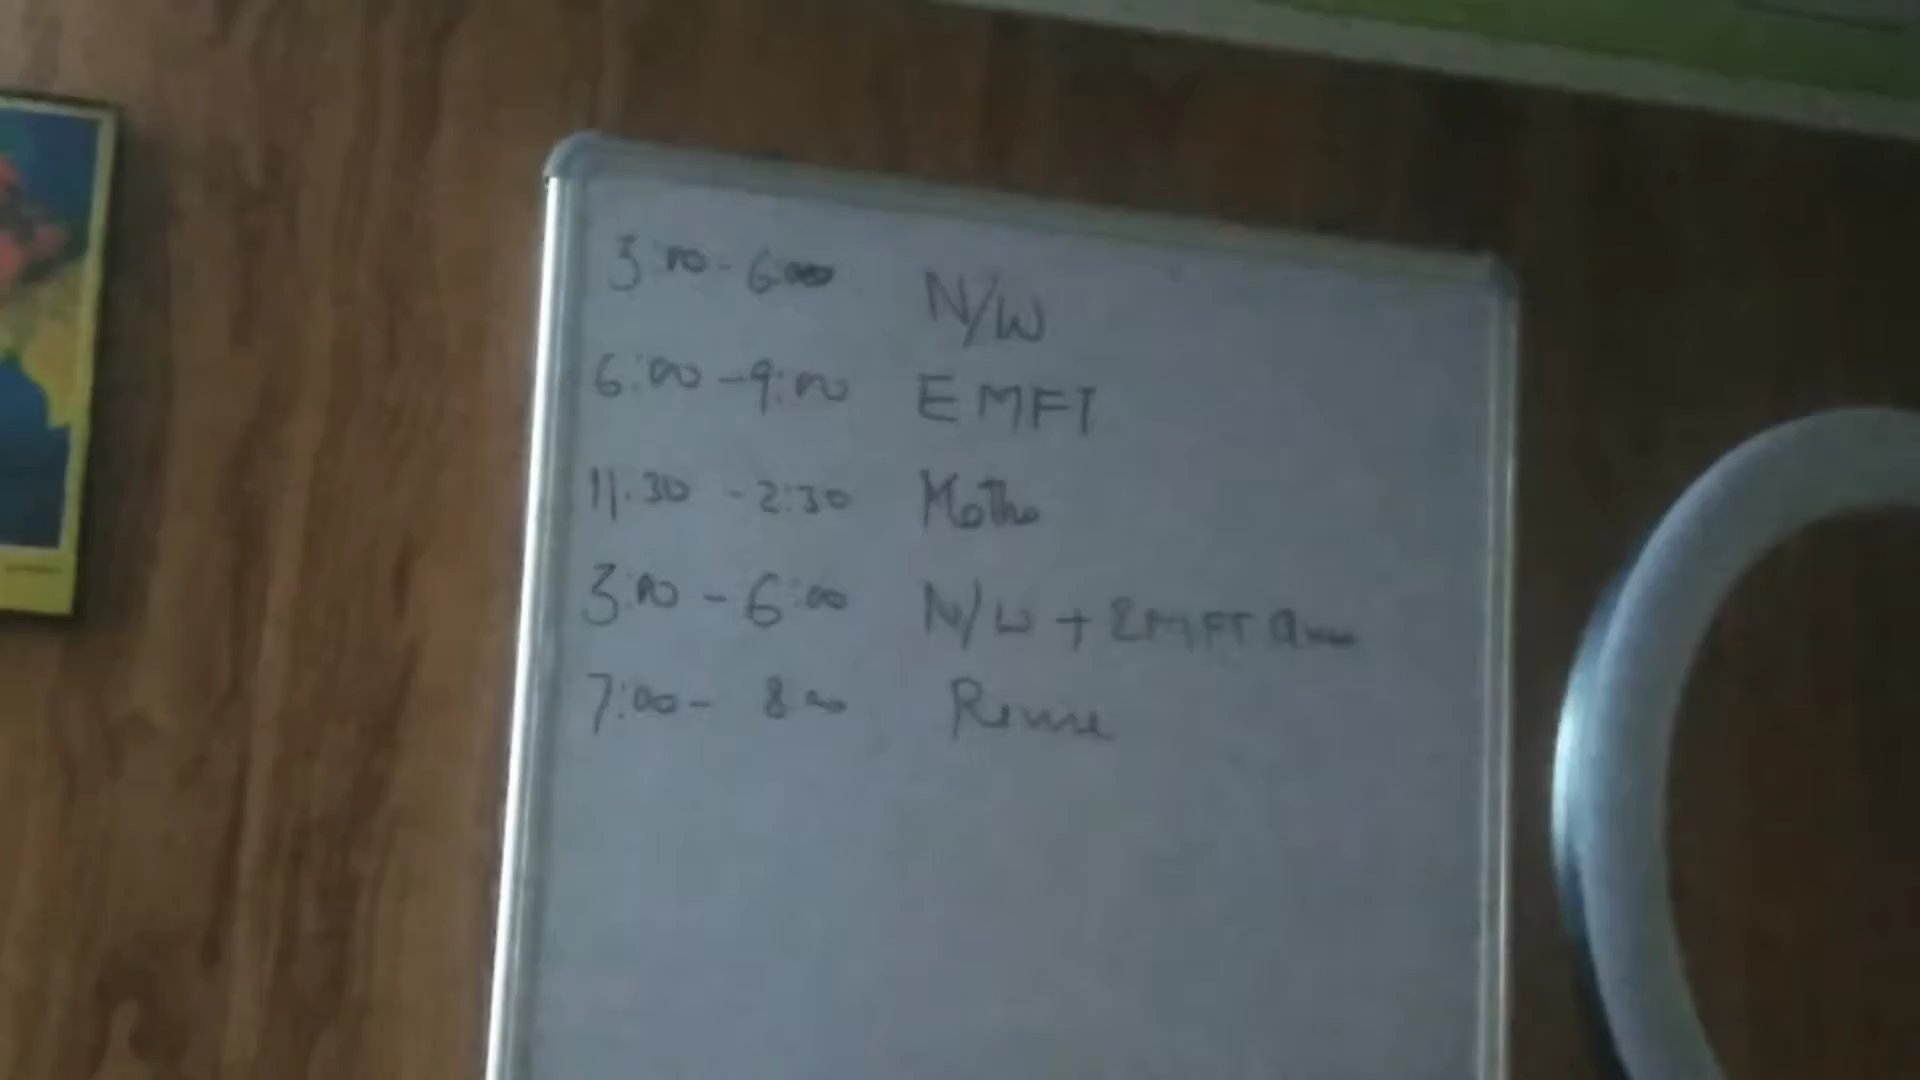 3:00 - 6:00 N/W
6:00 - 9:00 EMFT
11:30 - 2:30 Maths
3:00 - 6:00 N/W + EMFT
7:00 - 8:00 Revise